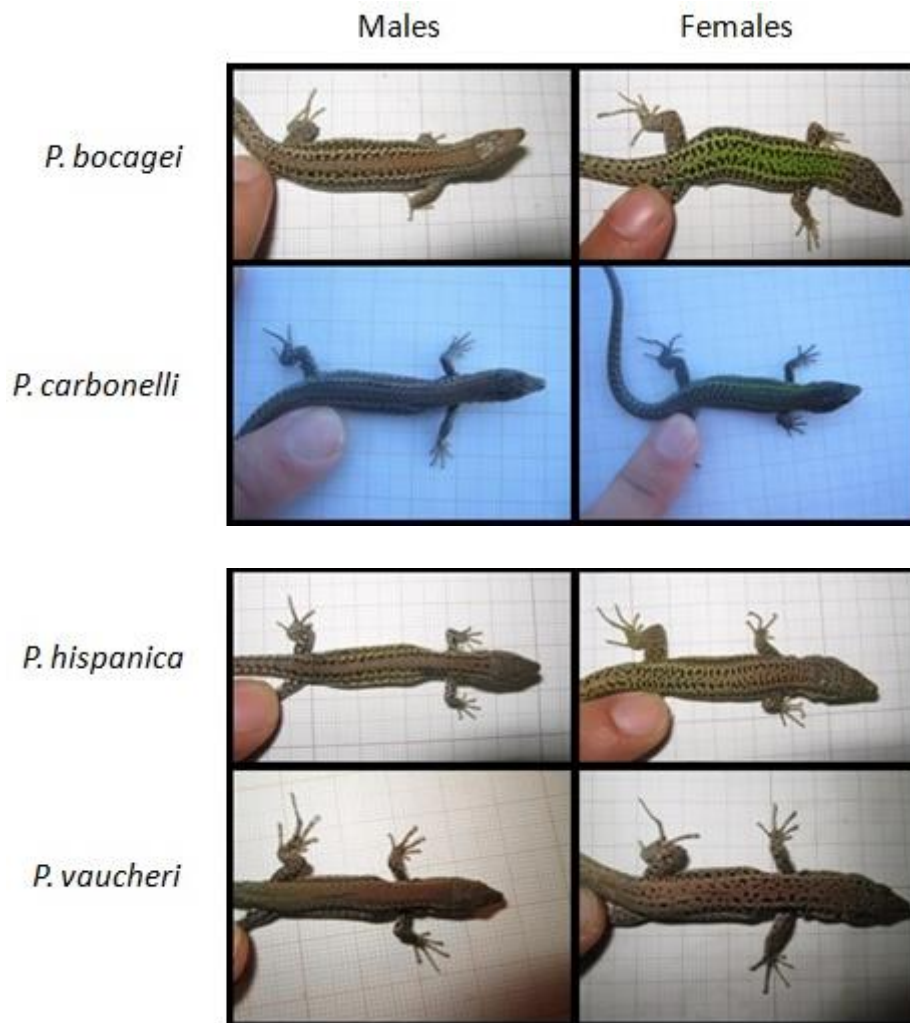 Males Females
P. bocagei
P. carbonelli
P. hispanica
P. vaucheri